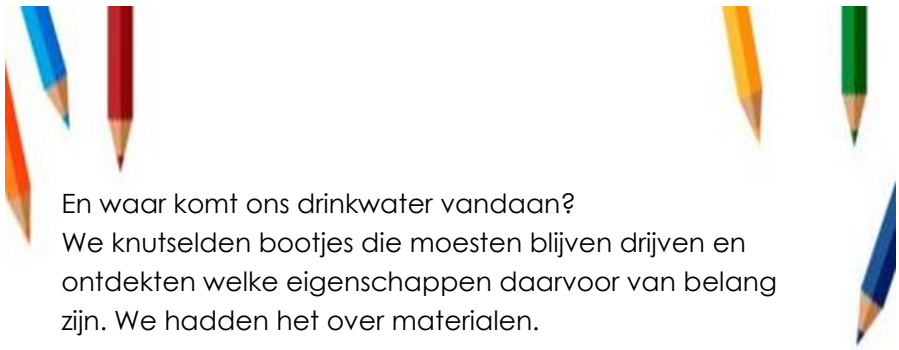 En waar komt ons drinkwater vandaan?
We knutselden bootjes die moesten blijven drijven en
ontdekten welke eigenschappen daarvoor van belang
zijn. We hadden het over materialen.